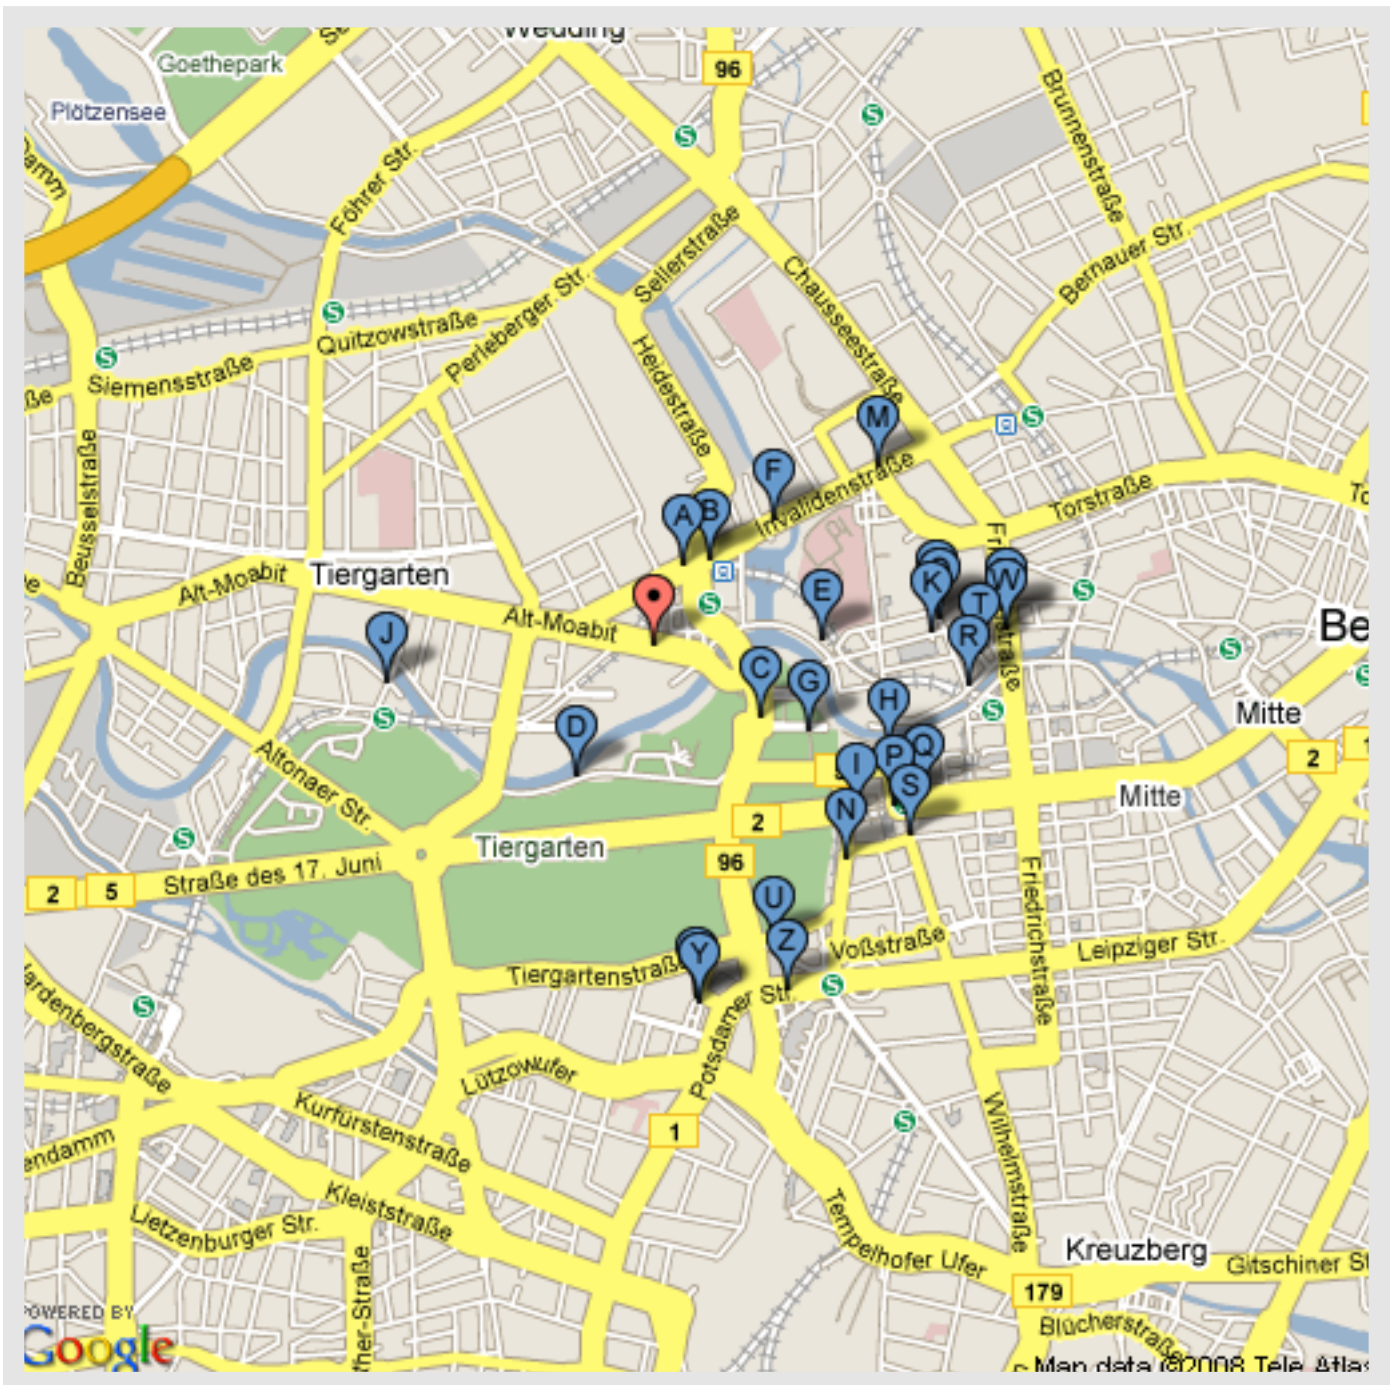 Wedding
96
Goethepark
Plötzensee
Föhrer Str.
Brunnenstraße
Bernauer Str.
Sellerstraße
Chausseestraße
Perleberger Str.
Quitzowstraße
Siemensstraße
Heidestraße
Beusselstraße
M
F
A
B
Invalidenstraße
Torstraße
Alt-Moabit
Tiergarten
Alt-Moabit
E
K
W
T
R
J
C
G
H
D
Mitte
2
Altonaer Str.
I
P
Q
S
N
Mitte
2
Tiergarten
96
2
5
Straße des 17. Juni
Friedrichstraße
U
Z
Y
Voßstraße
Leipziger Str.
Tiergartenstraße
Potsdamer Str.
Lützowufer
Kurfürstenstraße
1
Wilhelmstraße
Kleiststraße
Lietzenburger Str.
Tempelhofer Ufer
Kreuzberg
Gitschiner St
179
Blücherstraße
POWERED BY
Google
Map data ©2008 Tele Atlas